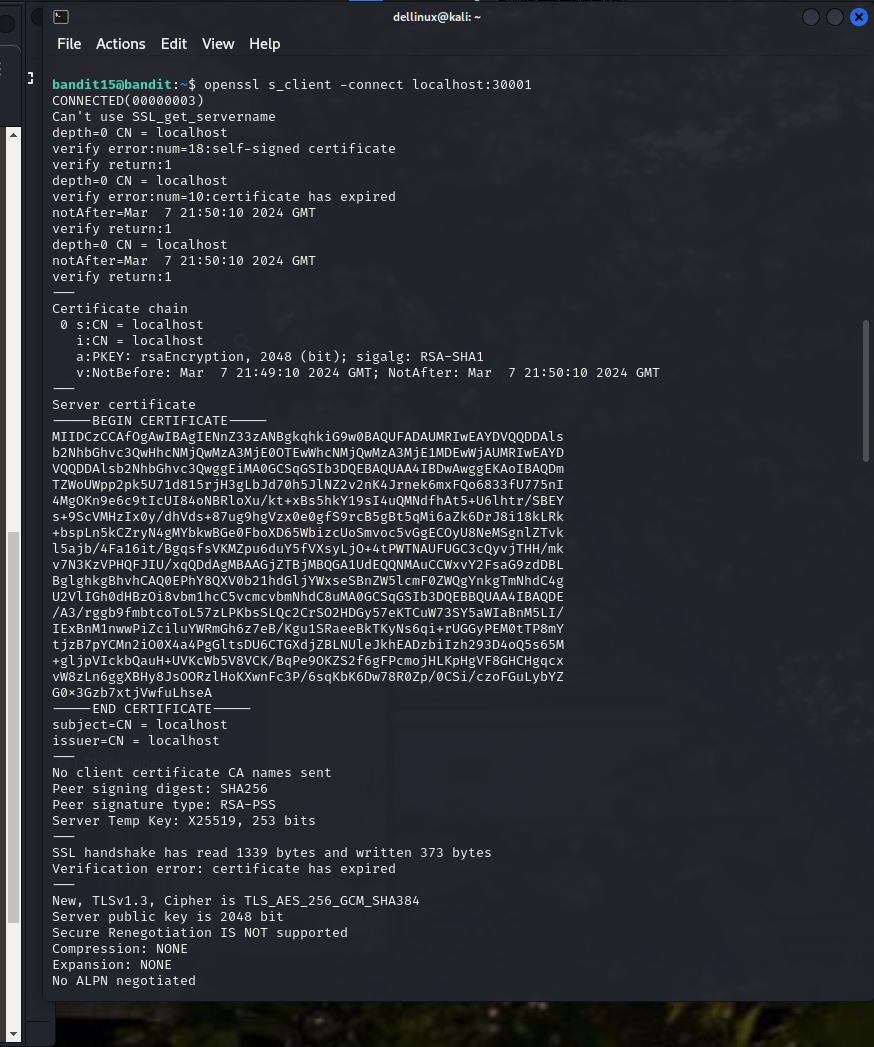 dellinux@kali: ~
File Actions Edit View Help
bandit15@bandit:~$ openssl s_client -connect localhost:30001
CONNECTED(00000003)
Can't use SSL_get_servername
depth=0 CN = localhost
verify error:num=18:self-signed certificate
verify return:1
depth=0 CN = localhost
verify error:num=10:certificate has expired
notAfter=Mar  7 21:50:10 2024 GMT
verify return:1
depth=0 CN = localhost
notAfter=Mar  7 21:50:10 2024 GMT
verify return:1
---
Certificate chain
 0 s:CN = localhost
   i:CN = localhost
   a:PKEY: rsaEncryption, 2048 (bit); sigalg: RSA-SHA1
   v:NotBefore: Mar  7 21:49:10 2024 GMT; NotAfter: Mar  7 21:50:10 2024 GMT
---
Server certificate
-----BEGIN CERTIFICATE-----
MIIDCzCCAfOgAwIBAgIENnZ33zANBgkqhkiG9w0BAQUFADAUMRIwEAYDVQQDDAls
b2NhbGhvc3QwHhcNMjQwMzA3MjE0OTEwWhcNMjQwMzA3MjE1MDEwWjAUMRIwEAYD
VQQDDAlsb2NhbGhvc3QwggEiMA0GCSqGSIb3DQEBAQUAA4IBDwAwggEKAoIBAQDm
TZWoUWpp2pk5U71d815rjH3gLbJd70h5JlNZ2v2nK4Jrnek6mxFQo6833fU775nI
4MgOKn9e6c9tIcUI84oNBRloXu/kt+xBs5hkY19sI4uQMNdfhAt5+U6lhtr/SBEY
s+9ScVMHzIx0y/dhVds+87ug9hgVzx0e0gfS9rcB5gBt5qMi6aZk6DrJ8i18kLRk
+bspLn5kCZryN4gMYbkwBGe0FboXD65WbizcUoSmvoc5vGgECOyU8NeMSgnlZTvk
l5ajb/4Fa16it/BgqsfsVKMZpu6duY5fVXsyLjO+4tPWTNAUFUGC3cQyvjTHH/mk
v7N3KzVPHQFJIU/xqQDdAgMBAAGjZTBjMBQGA1UdEQQNMAuCCWxvY2FsaG9zdDBL
BglghkgBhvhCAQ0EPhY8QXV0b21hdGljYWxseSBnZW5lcmF0ZWQgYnkgTmNhdC4g
U2VlIGh0dHBzOi8vbm1hcC5vcmcvbmNhdC8uMA0GCSqGSIb3DQEBBQUAA4IBAQDE
/A3/rggb9fmbtcoToL57zLPKbsSLQc2CrSO2HDGy57eKTCuW73SY5aWIaBnM5LI/
IExBnM1nwwPiZciluYWRmGh6z7eB/Kgu1SRaeeBkTKyNs6qi+rUGGyPEM0tTP8mY
tjzB7pYCMn2iO0X4a4PgGltsDU6CTGXdjZBLNUleJkhEADzbiIzh293D4oQ5s65M
+gljpVIckbQauH+UVKcWb5V8VCK/BqPe9OKZS2f6gFPcmojHLKpHgVF8GHCHgqcx
vW8zLn6ggXBHy8JsOORzlHoKXwnFc3P/6sqKbK6Dw78R0Zp/0CSi/czoFGuLybYZ
G0x3Gzb7xtjVwfuLhseA
-----END CERTIFICATE-----
subject=CN = localhost
issuer=CN = localhost
---
No client certificate CA names sent
Peer signing digest: SHA256
Peer signature type: RSA-PSS
Server Temp Key: X25519, 253 bits
---
SSL handshake has read 1339 bytes and written 373 bytes
Verification error: certificate has expired
---
New, TLSv1.3, Cipher is TLS_AES_256_GCM_SHA384
Server public key is 2048 bit
Secure Renegotiation IS NOT supported
Compression: NONE
Expansion: NONE
No ALPN negotiated